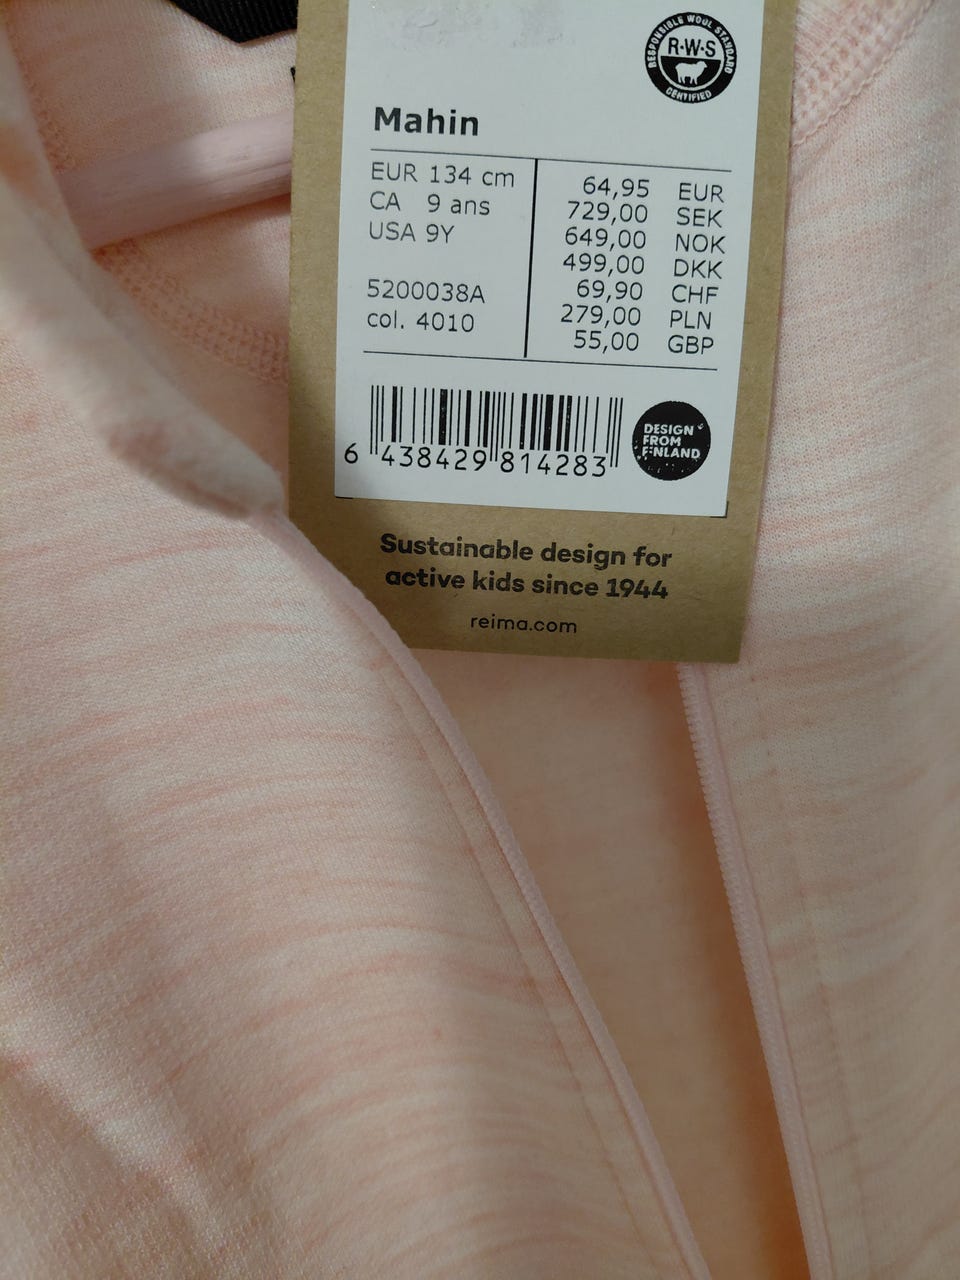 RESPONSIBLE WOOL STANDARD
R·W·S
CERTIFIED
Mahin
EUR 134 cm
CA 9 ans
USA 9Y
5200038A
col. 4010
64,95 EUR
729,00 SEK
649,00 NOK
499,00 DKK
69,90 CHF
279,00 PLN
55,00 GBP
6 438429 814283
DESIGN
FROM
FINLAND
Sustainable design for
active kids since 1944
reima.com